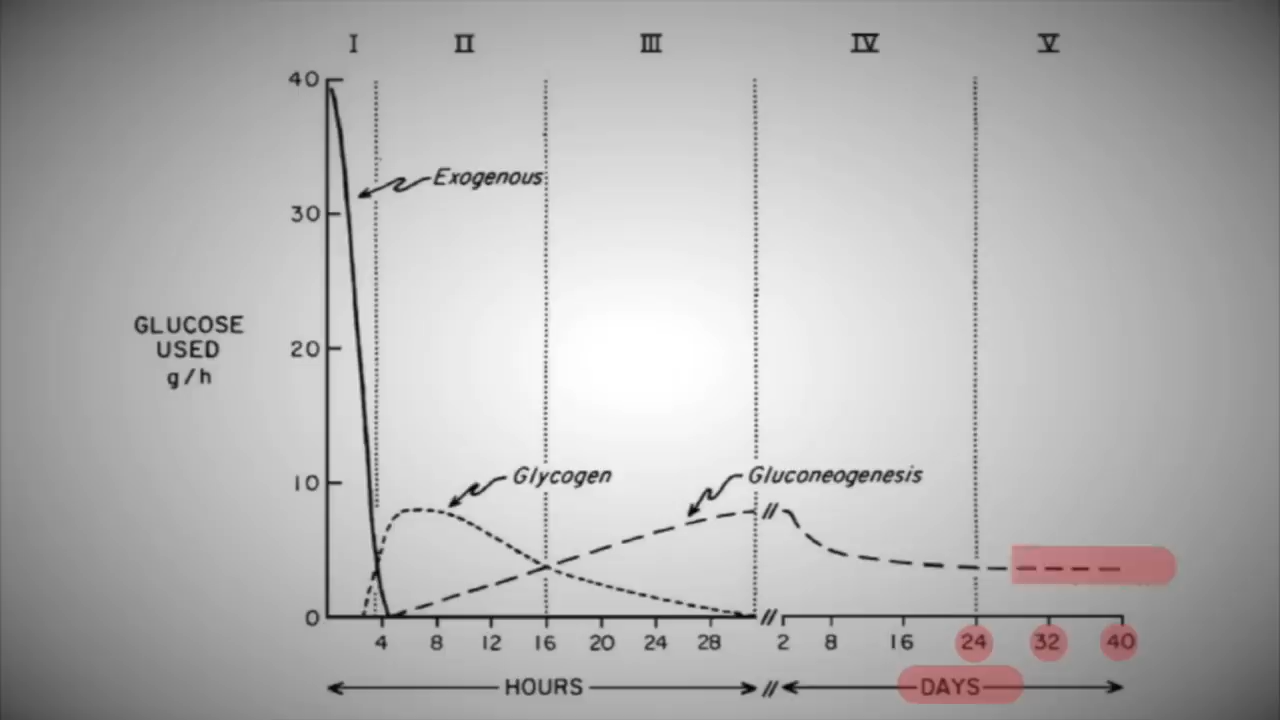 I II III IV V
40
Exogenous
30
GLUCOSE
USED
g/h
20
Glycogen
Gluconeogenesis
10
0
4 8 12 16 20 24 28 2 8 16 24 32 40
HOURS DAYS